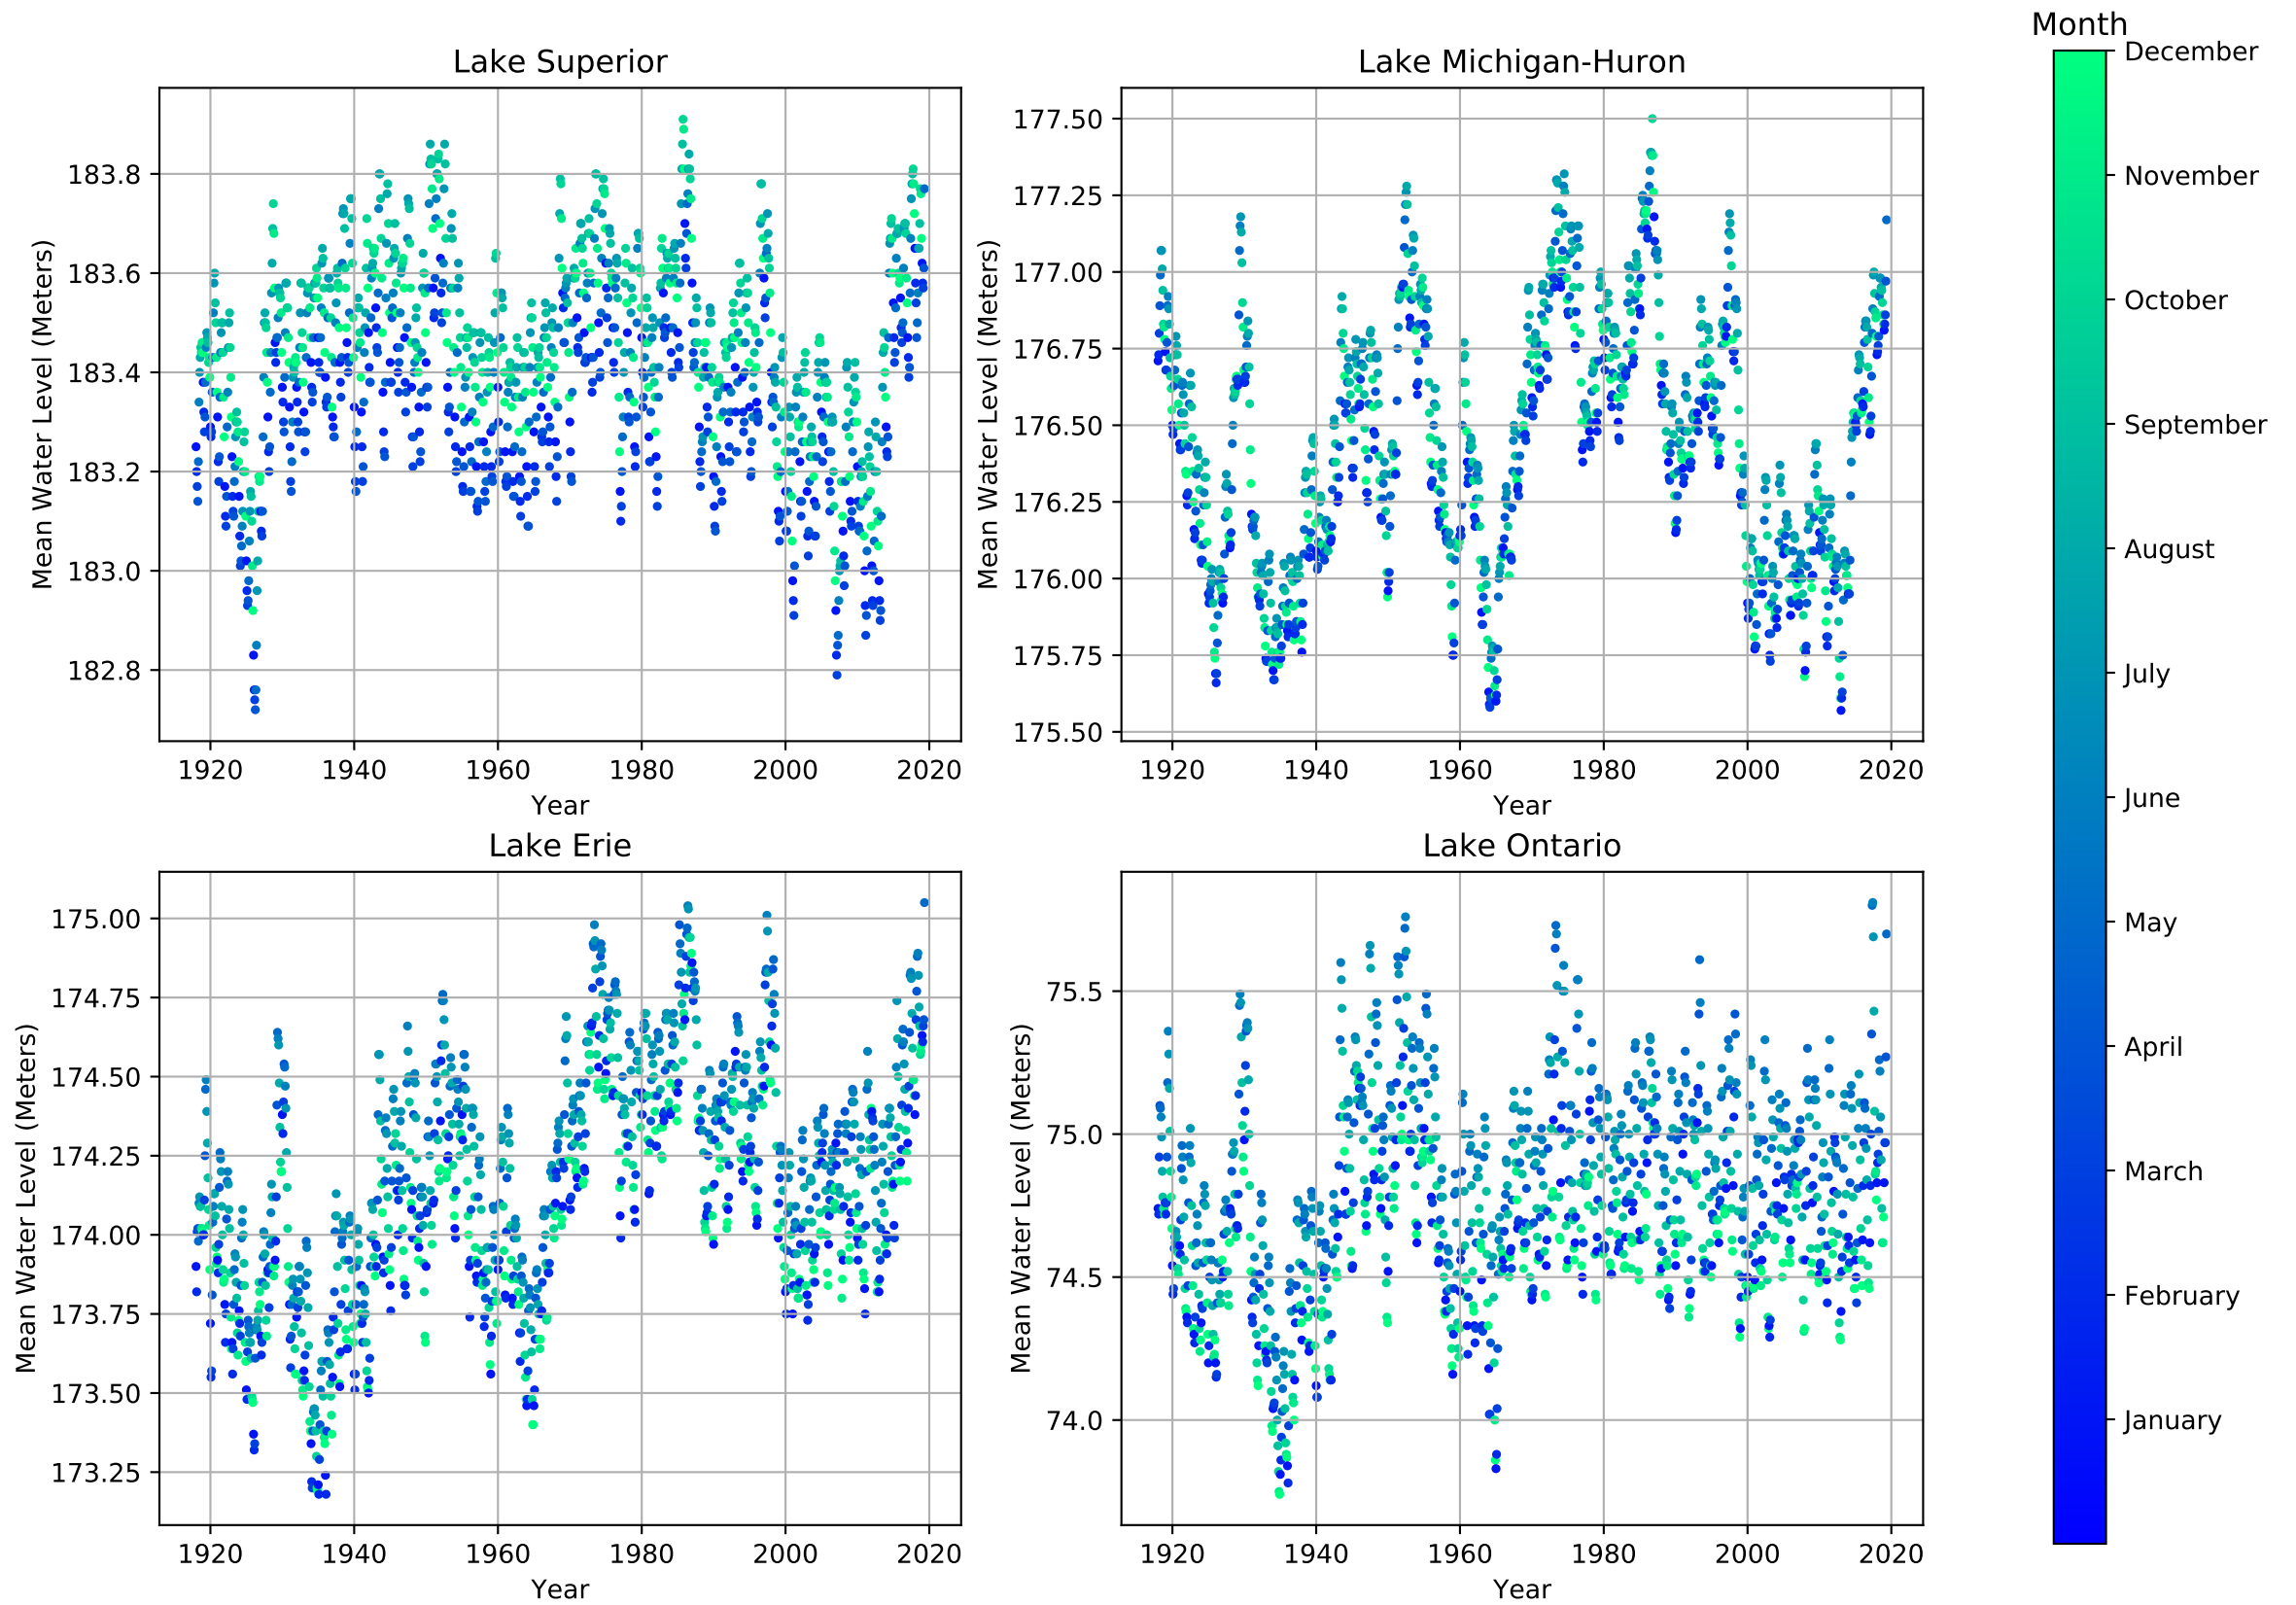 Month
Lake Superior
Mean Water Level (Meters)
183.8
183.6
183.4
183.2
183.0
182.8
1920 1940 1960 1980 2000 2020
Year
Lake Michigan-Huron
Mean Water Level (Meters)
177.50
177.25
177.00
176.75
176.50
176.25
176.00
175.75
175.50
1920 1940 1960 1980 2000 2020
Year
Lake Erie
Mean Water Level (Meters)
175.00
174.75
174.50
174.25
174.00
173.75
173.50
173.25
1920 1940 1960 1980 2000 2020
Year
Lake Ontario
Mean Water Level (Meters)
75.5
75.0
74.5
74.0
1920 1940 1960 1980 2000 2020
Year
December
November
October
September
August
July
June
May
April
March
February
January